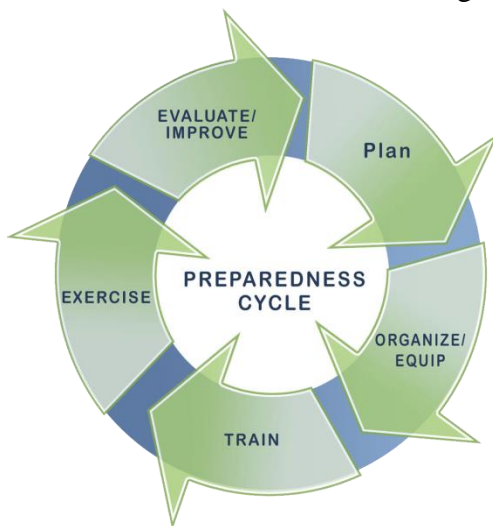 EVALUATE/
IMPROVE
Plan
PREPAREDNESS
CYCLE
EXERCISE
ORGANIZE/
EQUIP
TRAIN